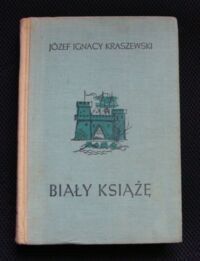 JÓZEF IGNACY KRASZEWSKI
BIAŁY KSIĄŻĘ